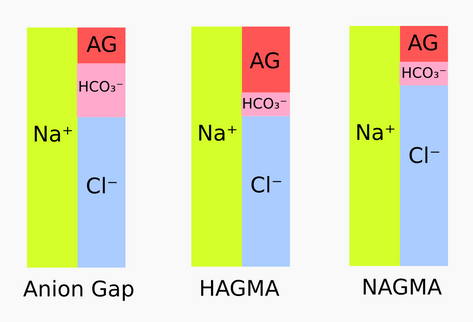 AG
HCO₃⁻
Na⁺
Cl⁻
Anion Gap
AG
HCO₃⁻
Na⁺
Cl⁻
HAGMA
AG
HCO₃⁻
Na⁺
Cl⁻
NAGMA